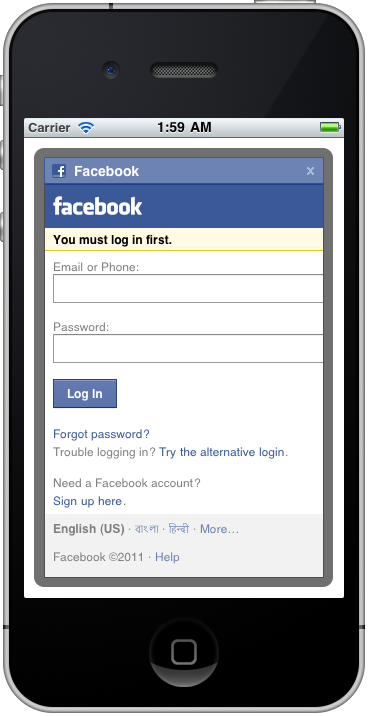 Carrier 1:59 AM
f Facebook x
facebook
You must log in first.
Email or Phone:
Password:
Log In
Forgot password?
Trouble logging in? Try the alternative login.
Need a Facebook account?
Sign up here.
English (US) · বাংলা · हिन्दी · More…
Facebook ©2011 · Help